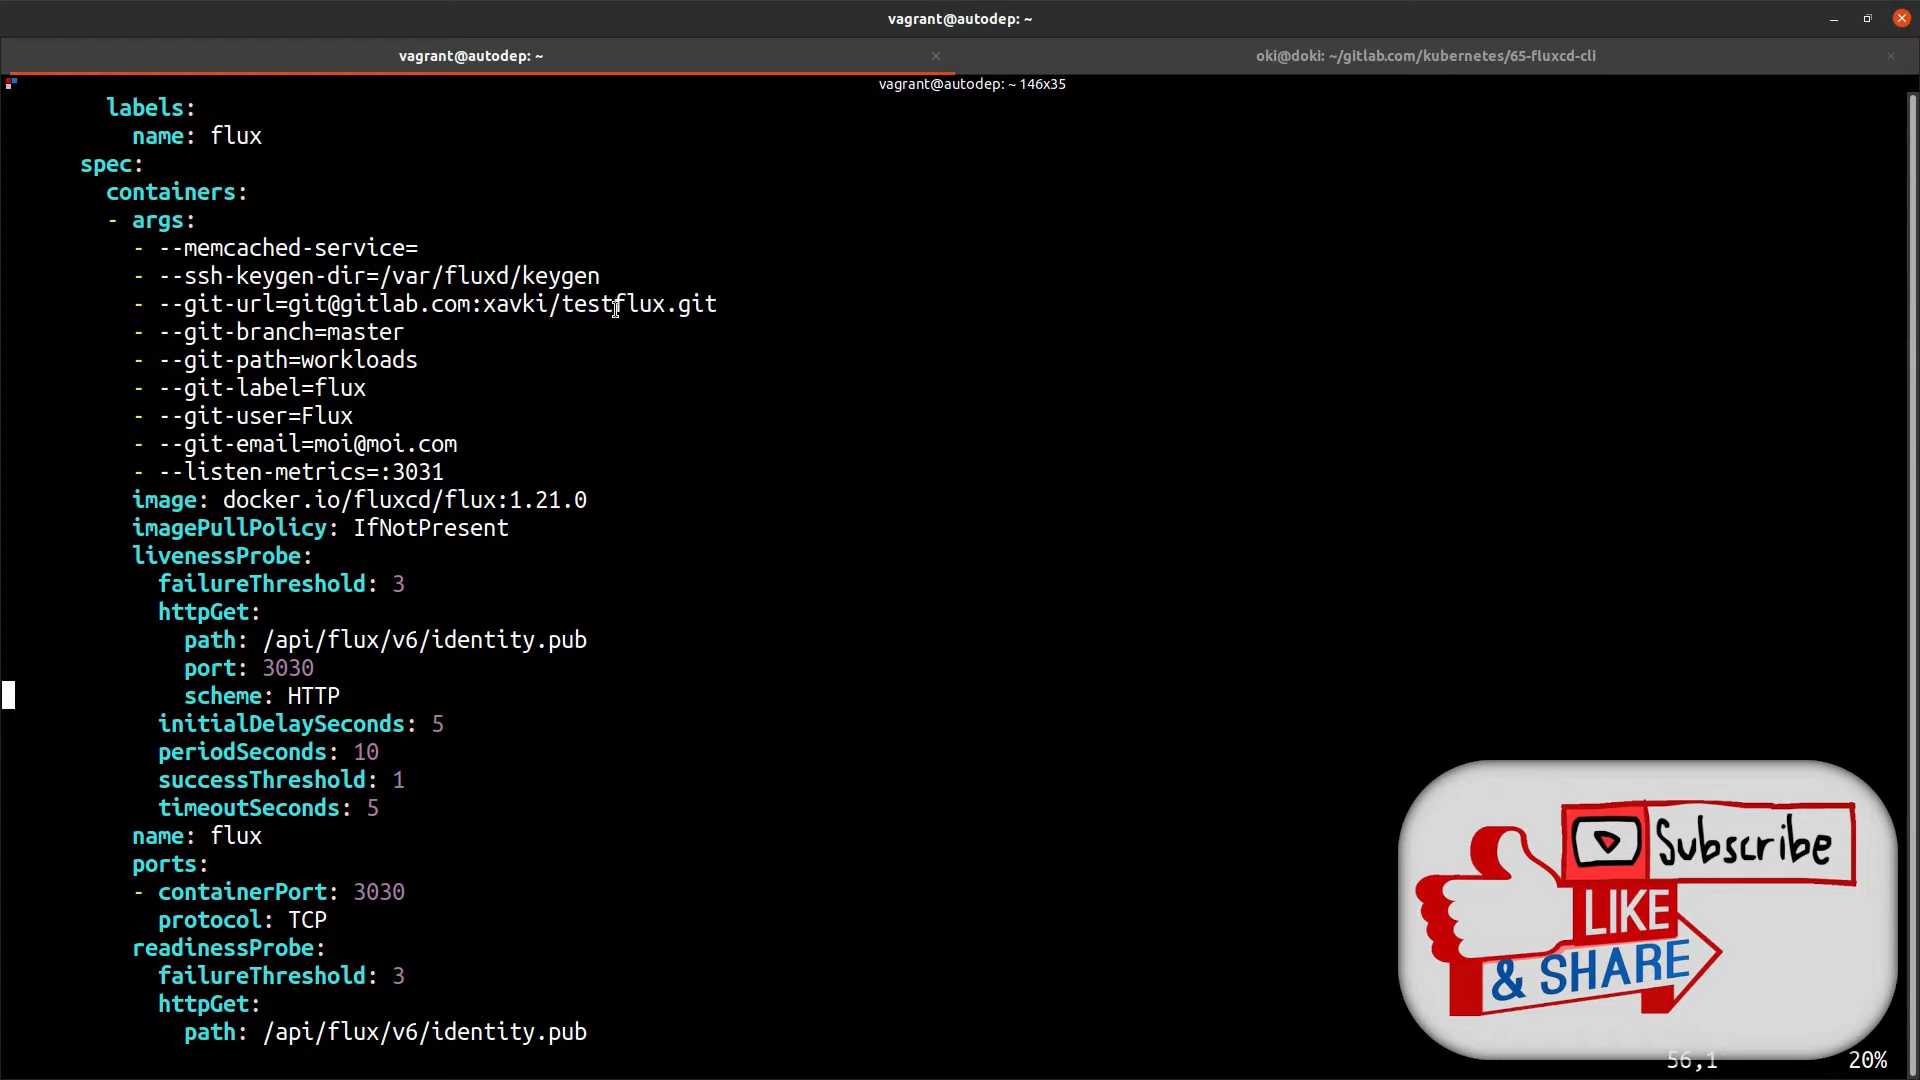 vagrant@autodep: ~
vagrant@autodep: ~
oki@doki: ~/gitlab.com/kubernetes/65-fluxcd-cli
vagrant@autodep: ~ 146x35
labels:
name: flux
spec:
containers:
- args:
- --memcached-service=
- --ssh-keygen-dir=/var/fluxd/keygen
- --git-url=git@gitlab.com:xavki/testflux.git
- --git-branch=master
- --git-path=workloads
- --git-label=flux
- --git-user=Flux
- --git-email=moi@moi.com
- --listen-metrics=:3031
image: docker.io/fluxcd/flux:1.21.0
imagePullPolicy: IfNotPresent
livenessProbe:
failureThreshold: 3
httpGet:
path: /api/flux/v6/identity.pub
port: 3030
scheme: HTTP
initialDelaySeconds: 5
periodSeconds: 10
successThreshold: 1
timeoutSeconds: 5
name: flux
ports:
- containerPort: 3030
protocol: TCP
readinessProbe:
failureThreshold: 3
httpGet:
path: /api/flux/v6/identity.pub
Subscribe
LIKE
& SHARE
56,1
20%